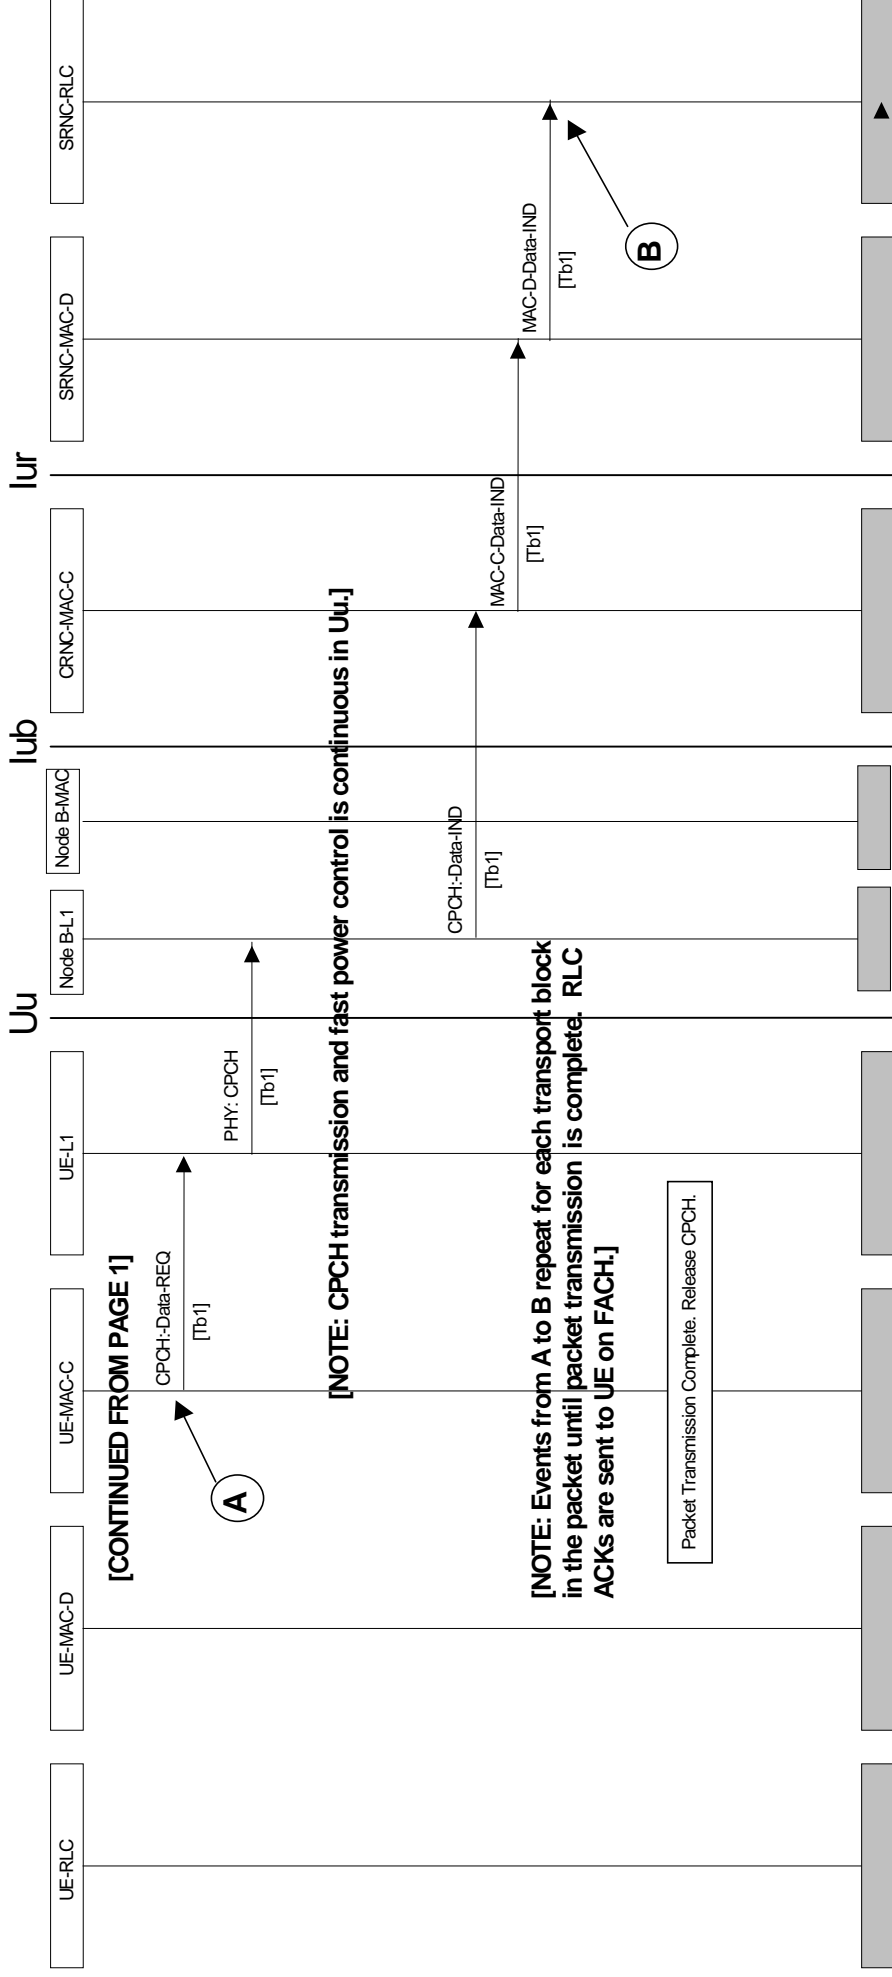 Uu
Iub
Iur
UE-RLC
UE-MAC-D
UE-MAC-C
UE-L1
Node B-L1
Node B-MAC
CRNC-MAC-C
SRNC-MAC-D
SRNC-RLC
[CONTINUED FROM PAGE 1]
CPCH:-Data-REQ
[Tb1]
A
PHY: CPCH
[Tb1]
[NOTE: CPCH transmission and fast power control is continuous in Uu.]
CPCH:-Data-IND
[Tb1]
MAC-C-Data-IND
[Tb1]
MAC-D-Data-IND
[Tb1]
B
[NOTE: Events from A to B repeat for each transport block
in the packet until packet transmission is complete. RLC
ACKs are sent to UE on FACH.]
Packet Transmission Complete. Release CPCH.